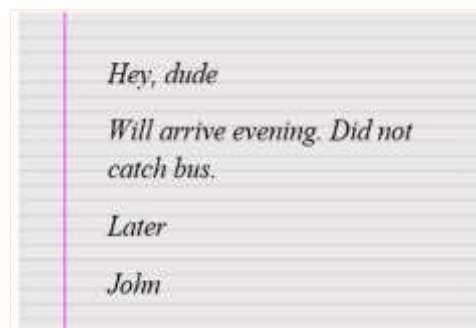 Hey, dude
Will arrive evening. Did not
catch bus.
Later
John